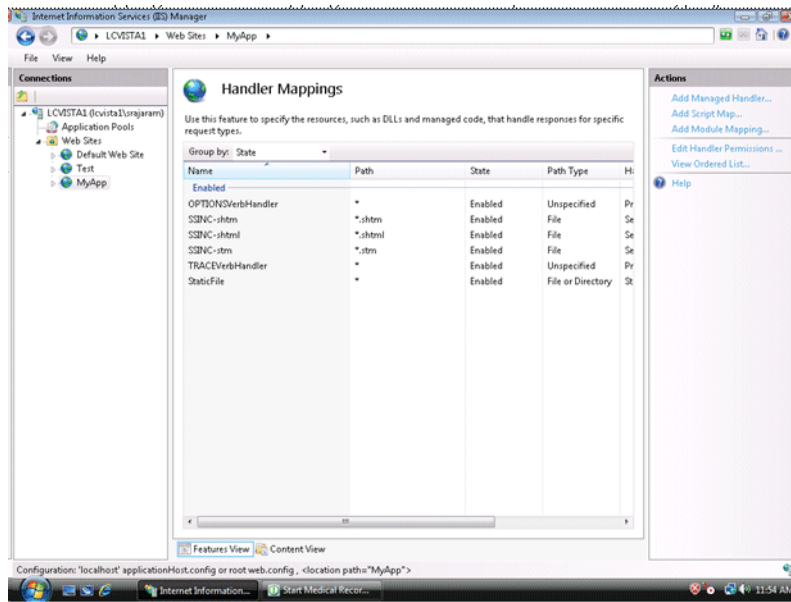 Internet Information Services (IIS) Manager
LCVISTA1 Web Sites MyApp
File View Help
Connections
LCVISTA1 (lcvista1\srajaram)
Application Pools
Web Sites
Default Web Site
Test
MyApp
Handler Mappings
Use this feature to specify the resources, such as DLLs and managed code, that handle responses for specific
request types.
Group by: State
Name Path State Path Type
Enabled
OPTIONSVerbHandler * Enabled Unspecified Pr
SSINC-shtm *.shtm Enabled File Se
SSINC-shtml *.shtml Enabled File Se
SSINC-stm *.stm Enabled File Se
TRACEVerbHandler * Enabled Unspecified Pr
StaticFile * Enabled File or Directory St
Features View Content View
Actions
Add Managed Handler...
Add Script Map...
Add Module Mapping...
Edit Handler Permissions ...
View Ordered List...
Help
Configuration: 'localhost' applicationHost.config or root web.config , <location path="MyApp">
Internet Information... Start Medical Recor... 11:54 AM